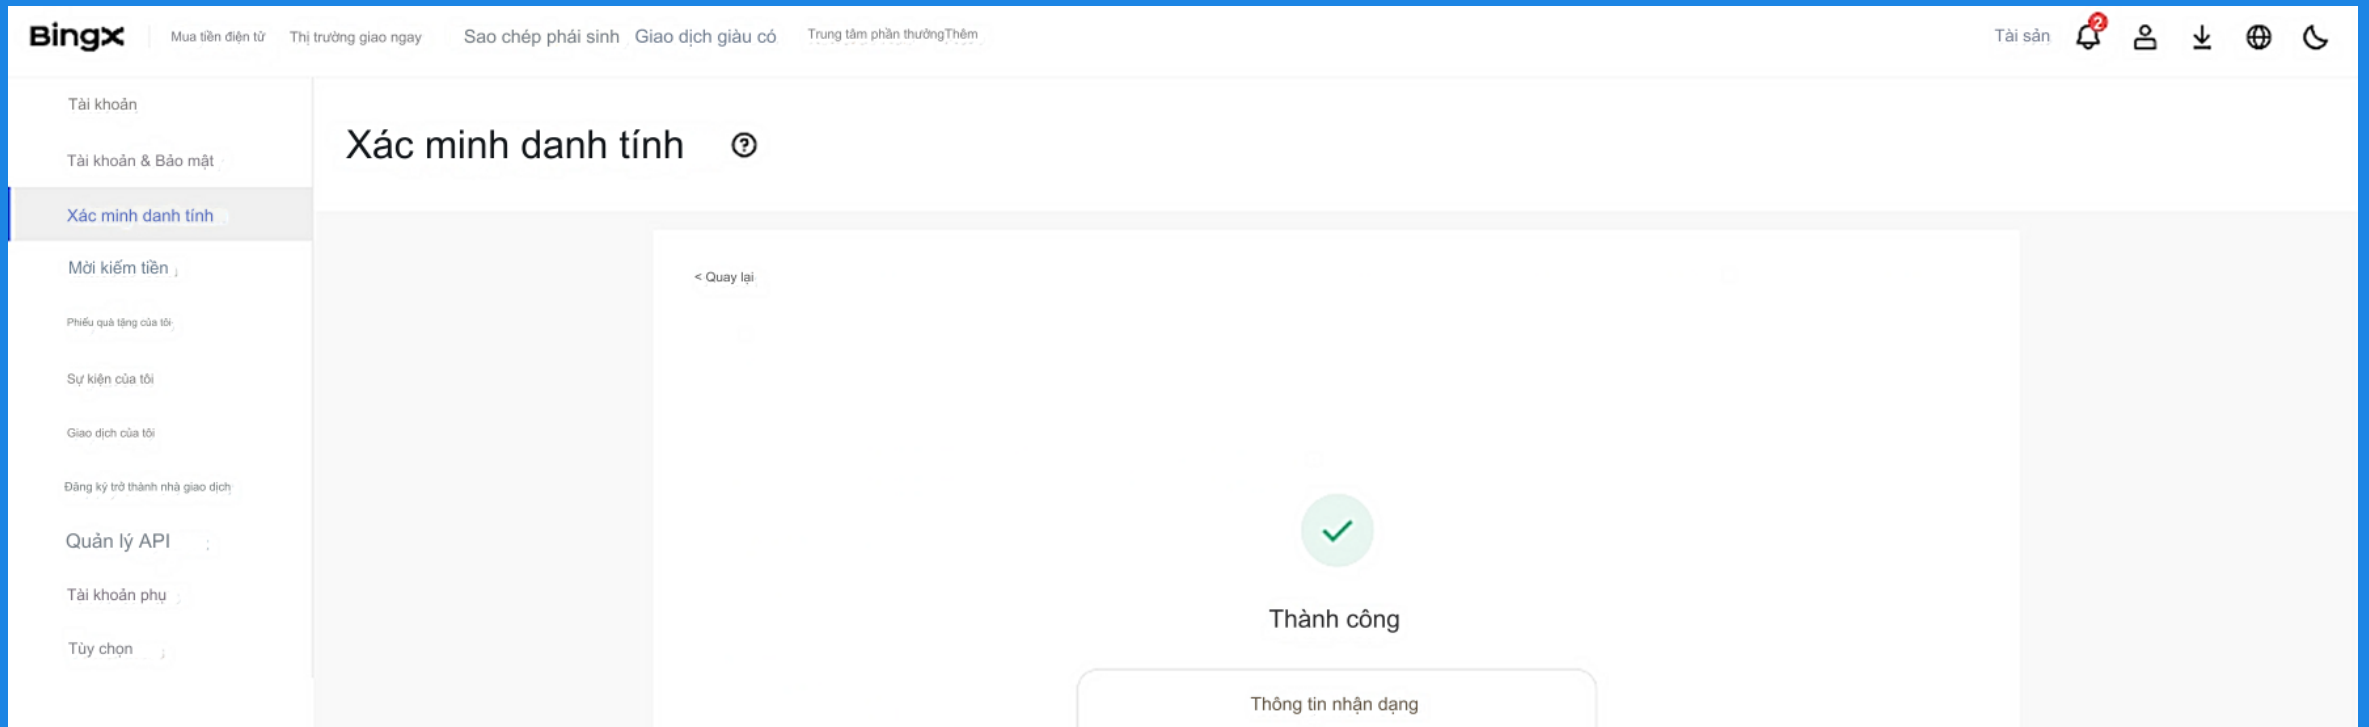 BingX Mua tiền điện tử Thị trường giao ngay Sao chép phái sinh Giao dịch giàu có Trung tâm phần thưởngThêm Tài sản 2
Tài khoản
Tài khoản & Bảo mật
Xác minh danh tính
Mời kiếm tiền
Phiếu quà tặng của tôi
Sự kiện của tôi
Giao dịch của tôi
Đăng ký trở thành nhà giao dịch
Quản lý API
Tài khoản phụ
Tùy chọn
Xác minh danh tính
< Quay lại
Thành công
Thông tin nhận dạng